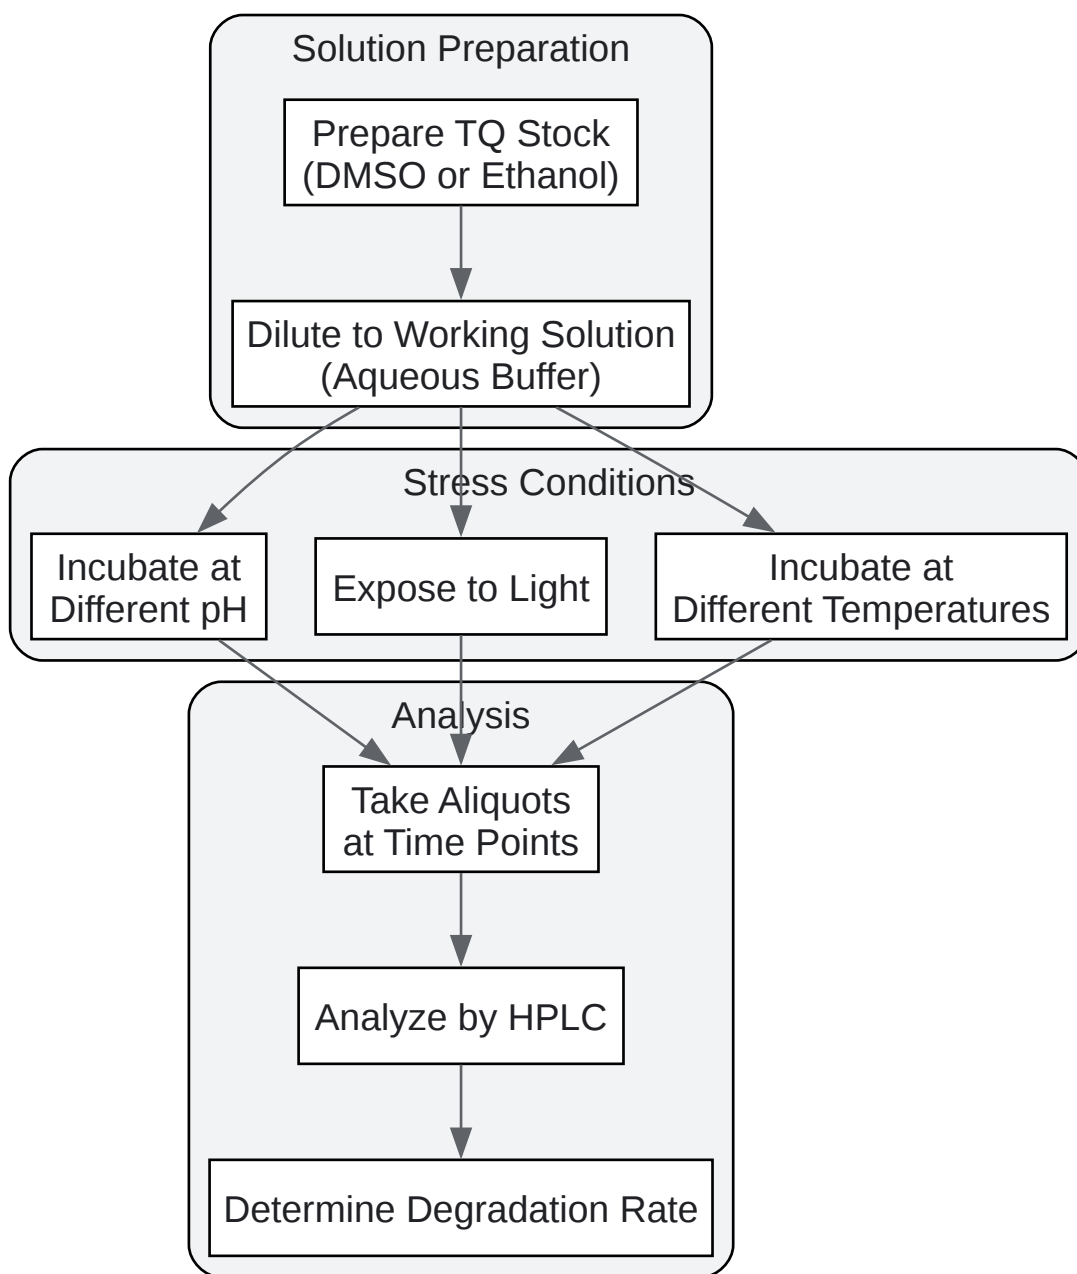 Solution Preparation
Prepare TQ Stock
(DMSO or Ethanol)
Dilute to Working Solution
(Aqueous Buffer)
Stress Conditions
Incubate at
Different pH
Expose to Light
Incubate at
Different Temperatures
Analysis
Take Aliquots
at Time Points
Analyze by HPLC
Determine Degradation Rate